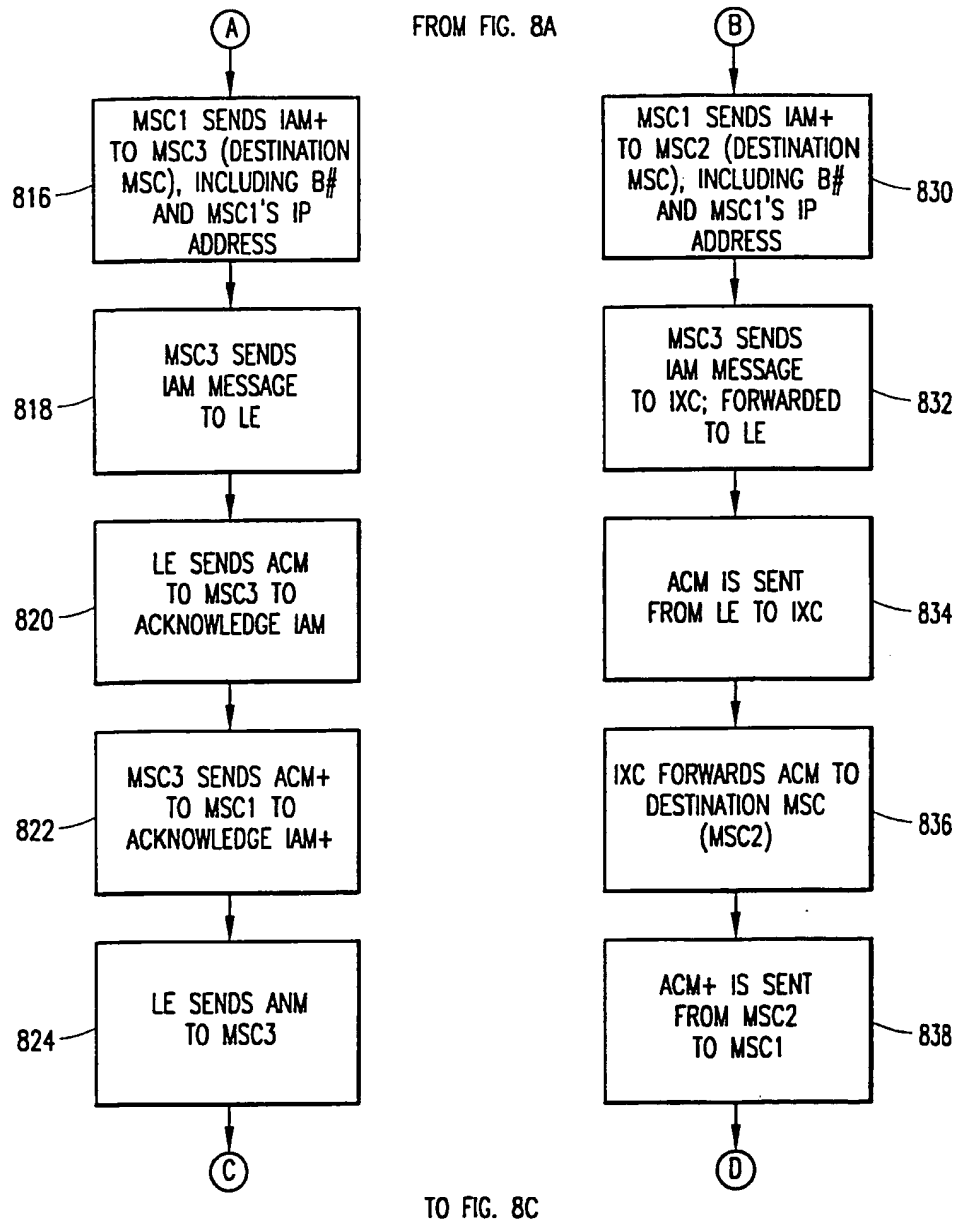 A
FROM FIG. 8A
B
MSC1 SENDS IAM+
TO MSC3 (DESTINATION
MSC), INCLUDING B#
AND MSC1'S IP
ADDRESS
816
MSC3 SENDS
IAM MESSAGE
TO LE
818
LE SENDS ACM
TO MSC3 TO
ACKNOWLEDGE IAM
820
MSC3 SENDS ACM+
TO MSC1 TO
ACKNOWLEDGE IAM+
822
LE SENDS ANM
TO MSC3
824
C
MSC1 SENDS IAM+
TO MSC2 (DESTINATION
MSC), INCLUDING B#
AND MSC1'S IP
ADDRESS
830
MSC3 SENDS
IAM MESSAGE
TO IXC; FORWARDED
TO LE
832
ACM IS SENT
FROM LE TO IXC
834
IXC FORWARDS ACM TO
DESTINATION MSC
(MSC2)
836
ACM+ IS SENT
FROM MSC2
TO MSC1
838
D
TO FIG. 8C